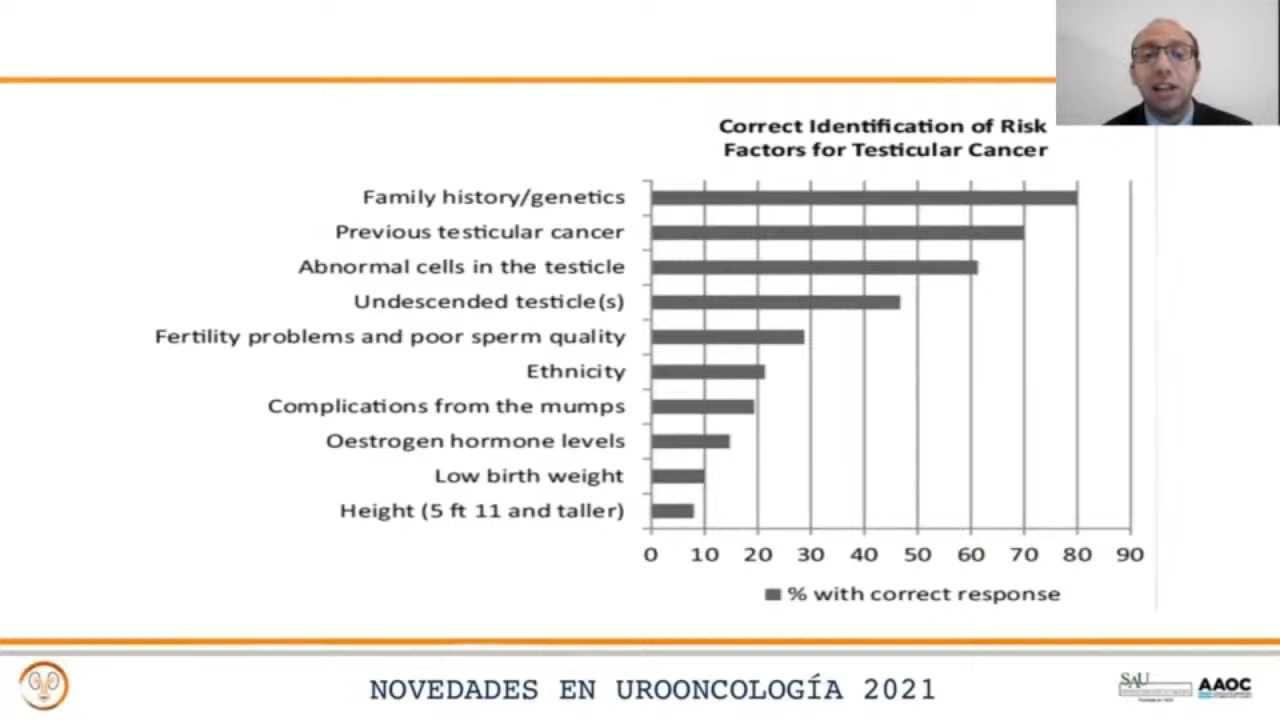 Correct Identification of Risk
Factors for Testicular Cancer
Family history/genetics
Previous testicular cancer
Abnormal cells in the testicle
Undescended testicle(s)
Fertility problems and poor sperm quality
Ethnicity
Complications from the mumps
Oestrogen hormone levels
Low birth weight
Height (5 ft 11 and taller)
0 10 20 30 40 50 60 70 80 90
% with correct response
NOVEDADES EN UROONCOLOGÍA 2021
SAU
AAOC